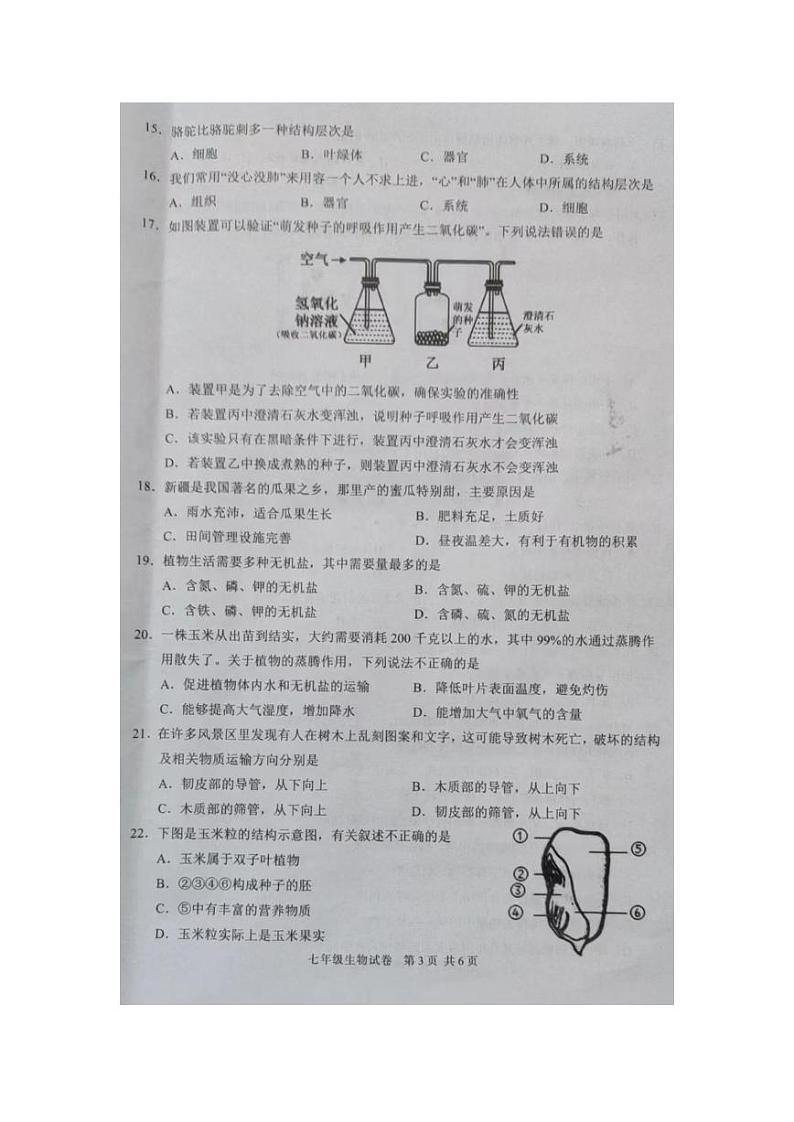 15. 骆驼比骆驼刺多一种结构层次是
A. 细胞 B. 叶绿体 C. 器官 D. 系统
16. 我们常用“没心没肺”来用容一个人不求上进，“心”和“肺”在人体中所属的结构层次是
A. 组织 B. 器官 C. 系统 D. 细胞
17. 如图装置可以验证“萌发种子的呼吸作用产生二氧化碳”。下列说法错误的是
空气
氢氧化
钠溶液
(吸收二氧化碳)
萌发
的种
子
澄清石
灰水
甲 乙 丙
A. 装置甲是为了去除空气中的二氧化碳，确保实验的准确性
B. 若装置丙中澄清石灰水变浑浊，说明种子呼吸作用产生二氧化碳
C. 该实验只有在黑暗条件下进行，装置丙中澄清石灰水才会变浑浊
D. 若装置乙中换成煮熟的种子，则装置丙中澄清石灰水不会变浑浊
18. 新疆是我国著名的瓜果之乡，那里产的蜜瓜特别甜，主要原因是
A. 雨水充沛，适合瓜果生长 B. 肥料充足，土质好
C. 田间管理设施完善 D. 昼夜温差大，有利于有机物的积累
19. 植物生活需要多种无机盐，其中需要量最多的是
A. 含氮、磷、钾的无机盐 B. 含氮、硫、钾的无机盐
C. 含铁、磷、钾的无机盐 D. 含磷、硫、氮的无机盐
20. 一株玉米从出苗到结实，大约需要消耗 200 千克以上的水，其中 99%的水通过蒸腾作
用散失了。关于植物的蒸腾作用，下列说法不正确的是
A. 促进植物体内水和无机盐的运输 B. 降低叶片表面温度，避免灼伤
C. 能够提高大气湿度，增加降水 D. 能增加大气中氧气的含量
21. 在许多风景区里发现有人在树木上乱刻图案和文字，这可能导致树木死亡，破坏的结构
及相关物质运输方向分别是
A. 韧皮部的导管，从下向上 B. 木质部的导管，从上向下
C. 木质部的筛管，从下向上 D. 韧皮部的筛管，从上向下
22. 下图是玉米粒的结构示意图，有关叙述不正确的是
A. 玉米属于双子叶植物
B. ②③④⑥构成种子的胚
C. ⑤中有丰富的营养物质
D. 玉米粒实际上是玉米果实
①
②
③
④
⑤
⑥
七年级生物试卷 第 3 页 共 6 页